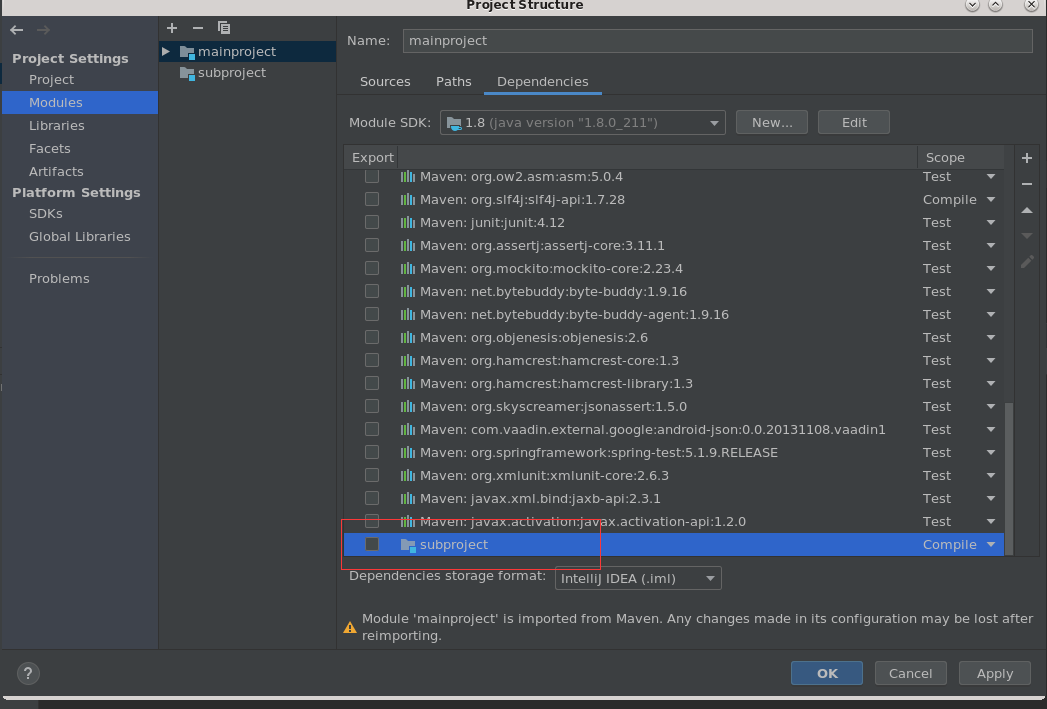 Project Structure
Project Settings
Project
Modules
Libraries
Facets
Artifacts
Platform Settings
SDKs
Global Libraries
Problems
mainproject
subproject
Name: mainproject
Sources Paths Dependencies
Module SDK: 1.8 (java version "1.8.0_211") New... Edit
Export Scope
Maven: org.ow2.asm:asm:5.0.4 Test
Maven: org.slf4j:slf4j-api:1.7.28 Compile
Maven: junit:junit:4.12 Test
Maven: org.assertj:assertj-core:3.11.1 Test
Maven: org.mockito:mockito-core:2.23.4 Test
Maven: net.bytebuddy:byte-buddy:1.9.16 Test
Maven: net.bytebuddy:byte-buddy-agent:1.9.16 Test
Maven: org.objenesis:objenesis:2.6 Test
Maven: org.hamcrest:hamcrest-core:1.3 Test
Maven: org.hamcrest:hamcrest-library:1.3 Test
Maven: org.skyscreamer:jsonassert:1.5.0 Test
Maven: com.vaadin.external.google:android-json:0.0.20131108.vaadin1 Test
Maven: org.springframework:spring-test:5.1.9.RELEASE Test
Maven: org.xmlunit:xmlunit-core:2.6.3 Test
Maven: javax.xml.bind:jaxb-api:2.3.1 Test
Maven: javax.activation:javax.activation-api:1.2.0 Test
subproject Compile
Dependencies storage format: IntelliJ IDEA (.iml)
Module 'mainproject' is imported from Maven. Any changes made in its configuration may be lost after
reimporting.
? OK Cancel Apply